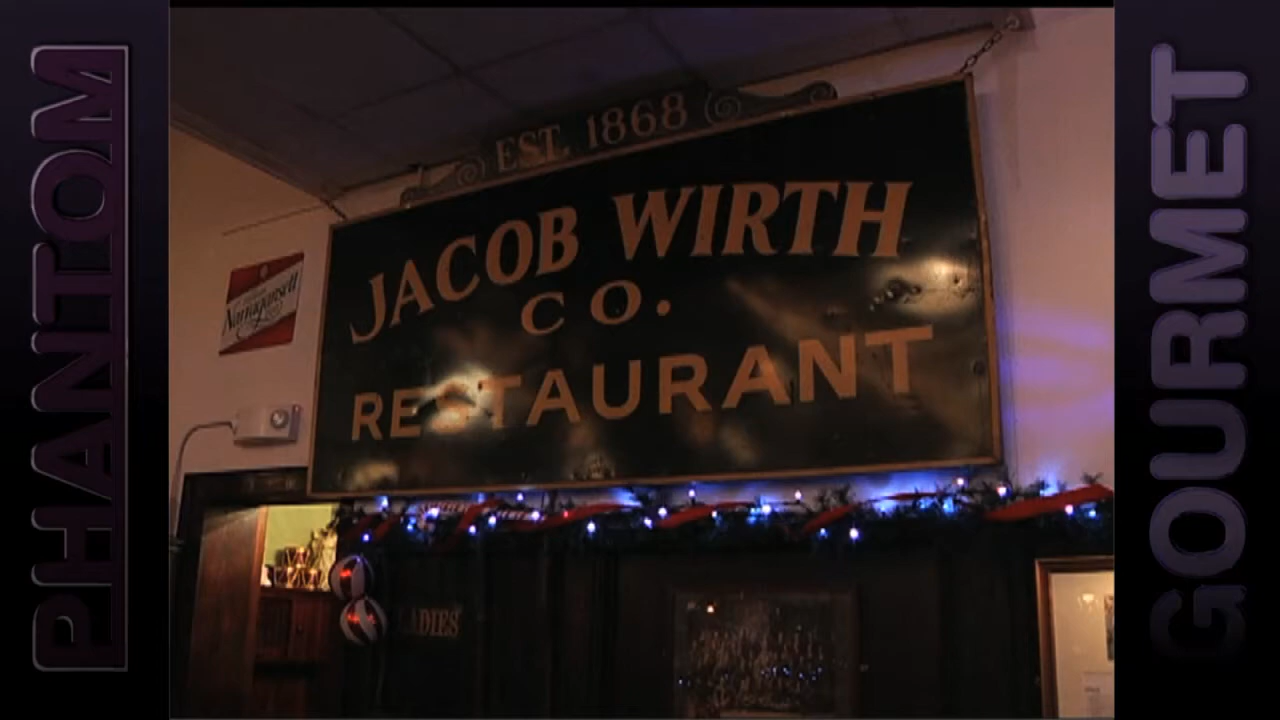 PHANTOM
EST. 1868
JACOB WIRTH
CO.
RESTAURANT
Narragansett
LADIES
GOURMET